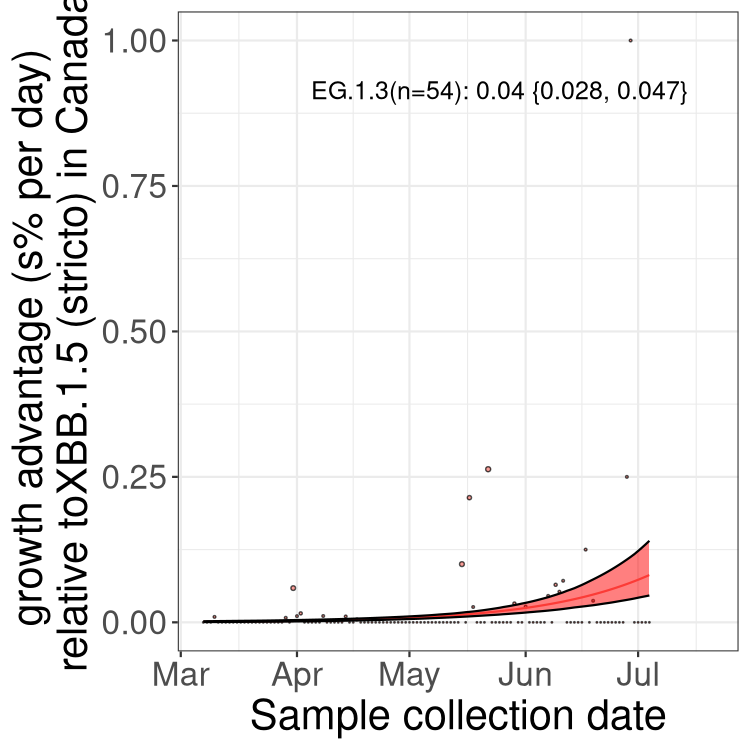 growth advantage (s% per day)
relative toXBB.1.5 (stricto) in Canada
1.00
0.75
0.50
0.25
0.00
EG.1.3(n=54): 0.04 {0.028, 0.047}
Mar Apr May Jun Jul
Sample collection date